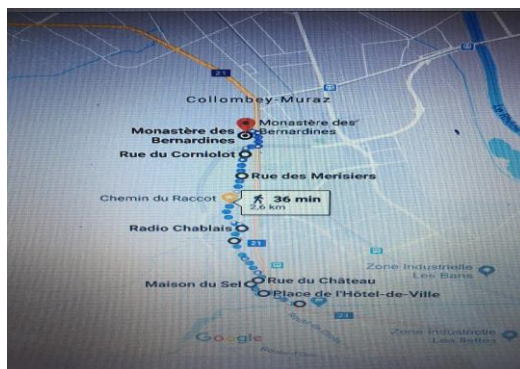 21
Collombey-Muraz
Monastère des
Bernardines
Monastère des
Bernardines
Rue du Corniolot
Rue des Merisiers
Chemin du Raccot
36 min
2,6 km
Radio Chablais
21
Zone Industrielle
Les Bans
Rue du Château
Maison du Sel
Place de l'Hôtel-de-Ville
21
Zone Industrielle
Les Ilettes
Google